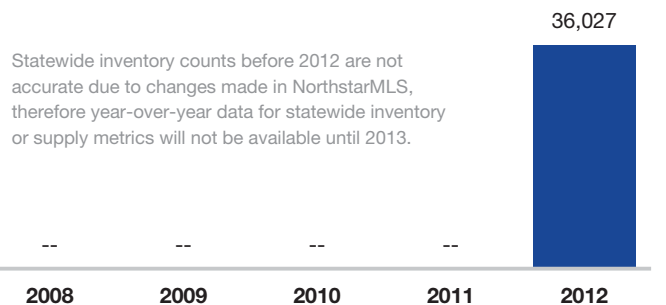 36,027
Statewide inventory counts before 2012 are not
accurate due to changes made in NorthstarMLS,
therefore year-over-year data for statewide inventory
or supply metrics will not be available until 2013.
-- -- -- --
2008 2009 2010 2011 2012